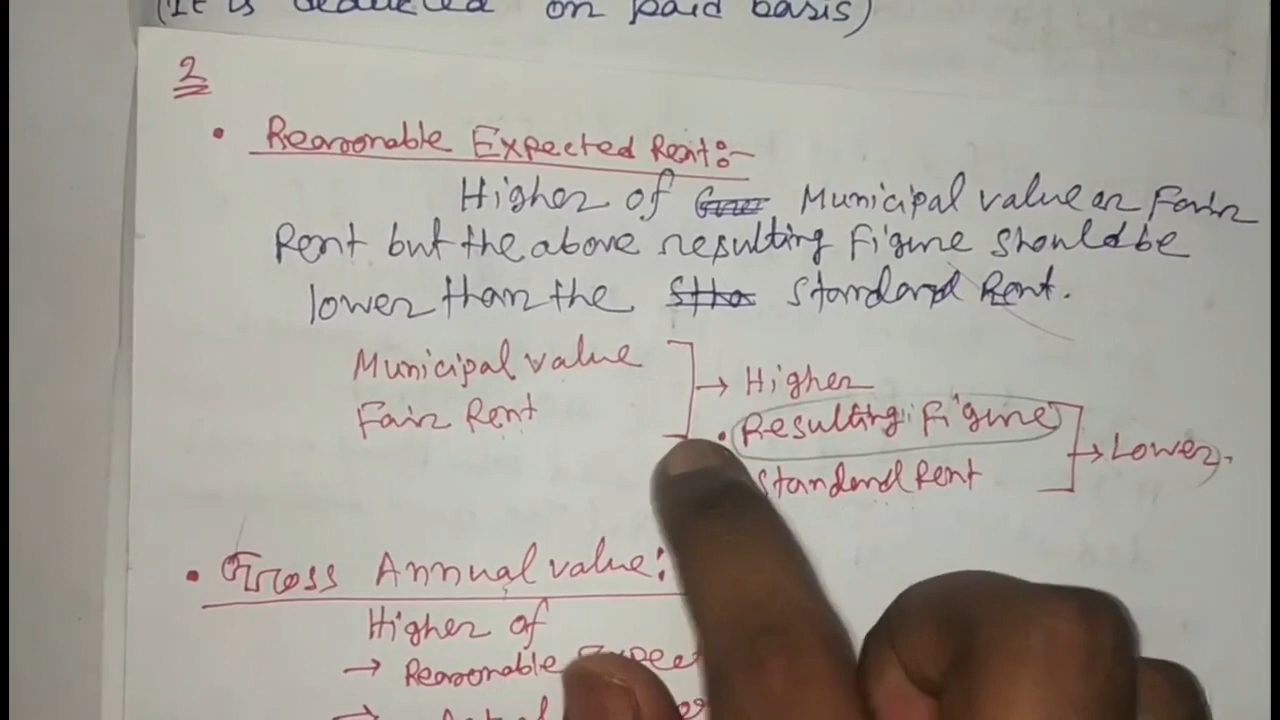 (It is deducted on paid basis)
2
• Reasonable Expected Rent:-
Higher of Municipal value or Fair
Rent but the above resulting Figure should be
lower than the Standard Rent.
Municipal value
Fair Rent
→ Higher
• Resulting Figure
Standard Rent
→ Lower.
• Gross Annual value:
Higher of
→ Reasonable Expec
→